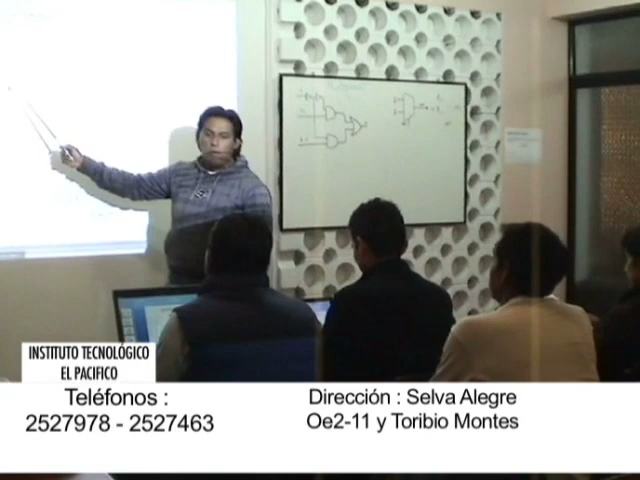 INSTITUTO TECNOLÓGICO
EL PACIFICO
Teléfonos :
2527978 - 2527463
Dirección : Selva Alegre
Oe2-11 y Toribio Montes